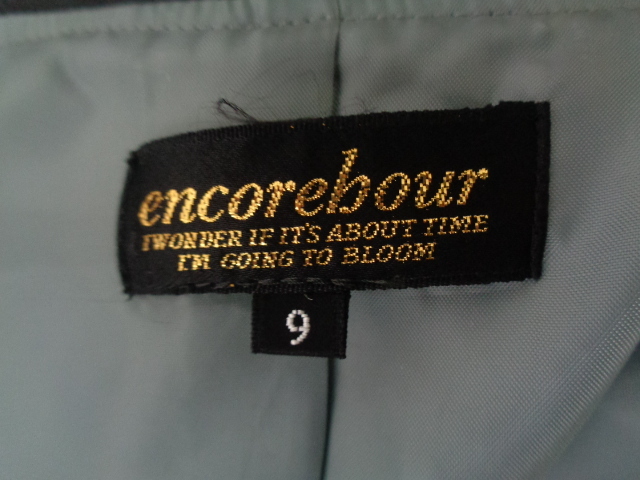 encorebour
I WONDER IF IT'S ABOUT TIME
I'M GOING TO BLOOM
9